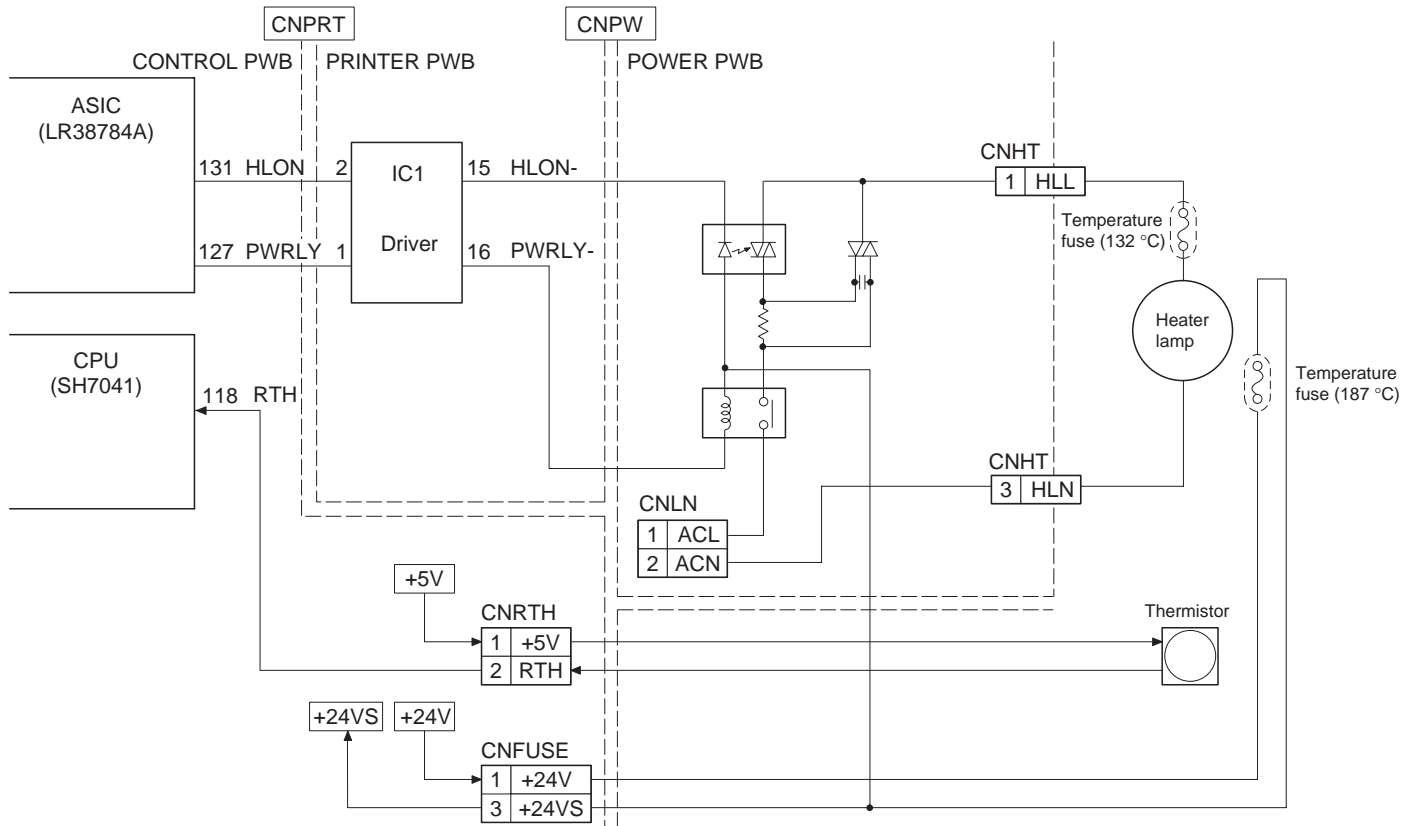 CNPRT
CNPW
CONTROL PWB
PRINTER PWB
POWER PWB
ASIC
(LR38784A)
131 HLON 2
127 PWRLY 1
IC1
Driver
15 HLON-
16 PWRLY-
CNHT
1 HLL
Temperature
fuse (132 °C)
Heater
lamp
Temperature
fuse (187 °C)
CPU
(SH7041)
118 RTH
CNHT
3 HLN
CNLN
1 ACL
2 ACN
+5V
CNRTH
1 +5V
2 RTH
Thermistor
+24VS
+24V
CNFUSE
1 +24V
3 +24VS